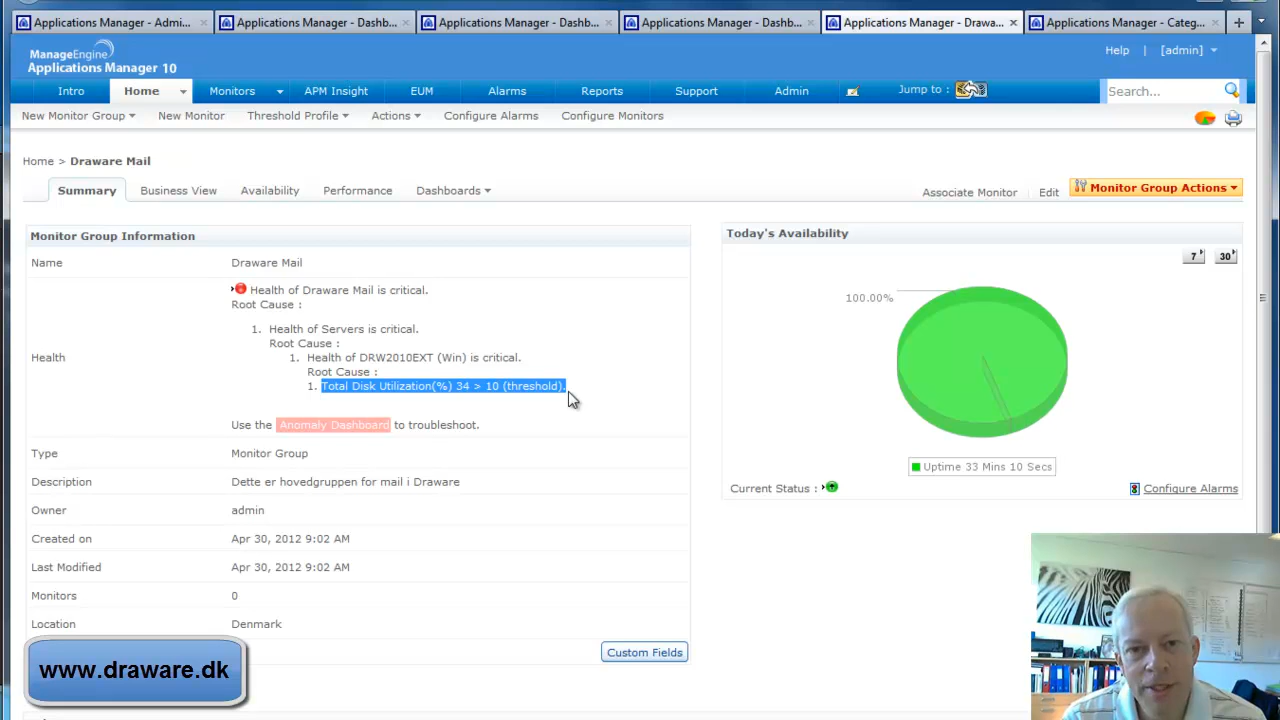 Applications Manager - Admi...
Applications Manager - Dashb...
Applications Manager - Dashb...
Applications Manager - Dashb...
Applications Manager - Drawa...
Applications Manager - Categ...
ManageEngine
Applications Manager 10
Help | [admin]
Intro Home Monitors APM Insight EUM Alarms Reports Support Admin Jump to : Search...
New Monitor Group New Monitor Threshold Profile Actions Configure Alarms Configure Monitors
Home > Draware Mail
Summary Business View Availability Performance Dashboards
Associate Monitor Edit Monitor Group Actions
Monitor Group Information
Name Draware Mail
Health
Health of Draware Mail is critical.
Root Cause :
1. Health of Servers is critical.
Root Cause :
1. Health of DRW2010EXT (Win) is critical.
Root Cause :
1. Total Disk Utilization(%) 34 > 10 (threshold).
Use the Anomaly Dashboard to troubleshoot.
Type Monitor Group
Description Dette er hovedgruppen for mail i Draware
Owner admin
Created on Apr 30, 2012 9:02 AM
Last Modified Apr 30, 2012 9:02 AM
Monitors 0
Location Denmark
Custom Fields
Today's Availability
7 30
100.00%
Uptime 33 Mins 10 Secs
Current Status :
Configure Alarms
www.draware.dk